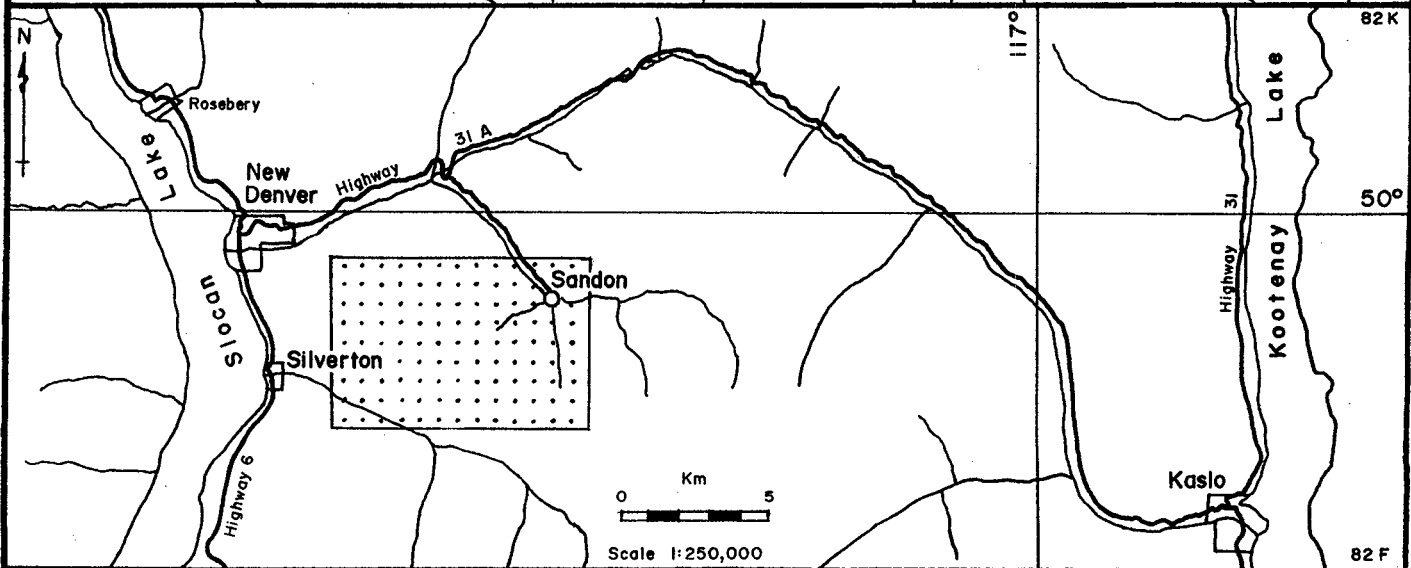 82 K
N
117°
Rosebery
Lake
31 A
Highway
New
Denver
Lake
50°
31
Highway
Kootenay
Sandon
Slocan
Silverton
Highway 6
Km
0 5
Scale 1:250,000
Kaslo
82 F